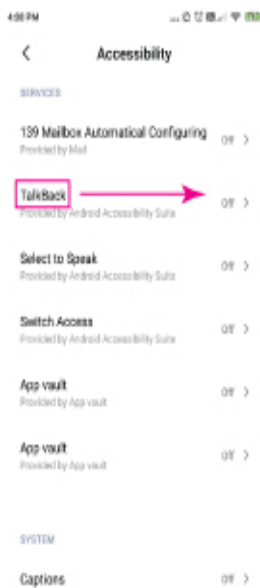 4:00 PM
Accessibility
SERVICES
139 Mailbox Automatical Configuring
Provided by Mail
Off
TalkBack
Provided by Android Accessibility Suite
Off
Select to Speak
Provided by Android Accessibility Suite
Off
Switch Access
Provided by Android Accessibility Suite
Off
App vault
Provided by App vault
Off
App vault
Provided by App vault
Off
SYSTEM
Captions
Off